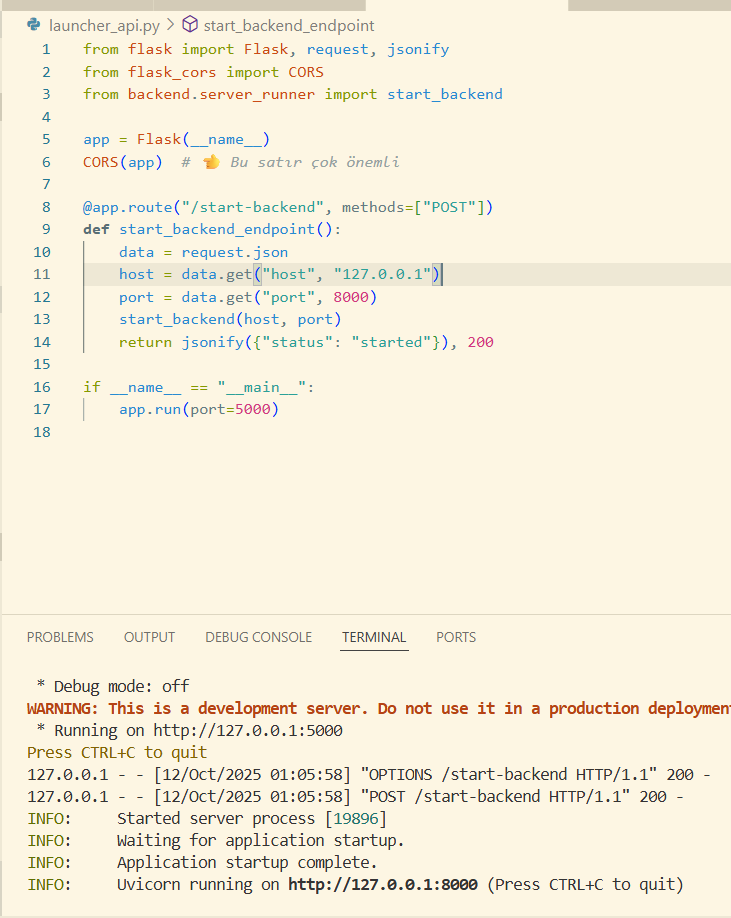 launcher_api.py > start_backend_endpoint
1 from flask import Flask, request, jsonify
2 from flask_cors import CORS
3 from backend.server_runner import start_backend
4
5 app = Flask(__name__)
6 CORS(app)  # 👈 Bu satır çok önemli
7
8 @app.route("/start-backend", methods=["POST"])
9 def start_backend_endpoint():
10     data = request.json
11     host = data.get("host", "127.0.0.1")
12     port = data.get("port", 8000)
13     start_backend(host, port)
14     return jsonify({"status": "started"}), 200
15
16 if __name__ == "__main__":
17     app.run(port=5000)
18
PROBLEMS OUTPUT DEBUG CONSOLE TERMINAL PORTS
 * Debug mode: off
WARNING: This is a development server. Do not use it in a production deploymen
 * Running on http://127.0.0.1:5000
Press CTRL+C to quit
127.0.0.1 - - [12/Oct/2025 01:05:58] "OPTIONS /start-backend HTTP/1.1" 200 -
127.0.0.1 - - [12/Oct/2025 01:05:58] "POST /start-backend HTTP/1.1" 200 -
INFO:     Started server process [19896]
INFO:     Waiting for application startup.
INFO:     Application startup complete.
INFO:     Uvicorn running on http://127.0.0.1:8000 (Press CTRL+C to quit)